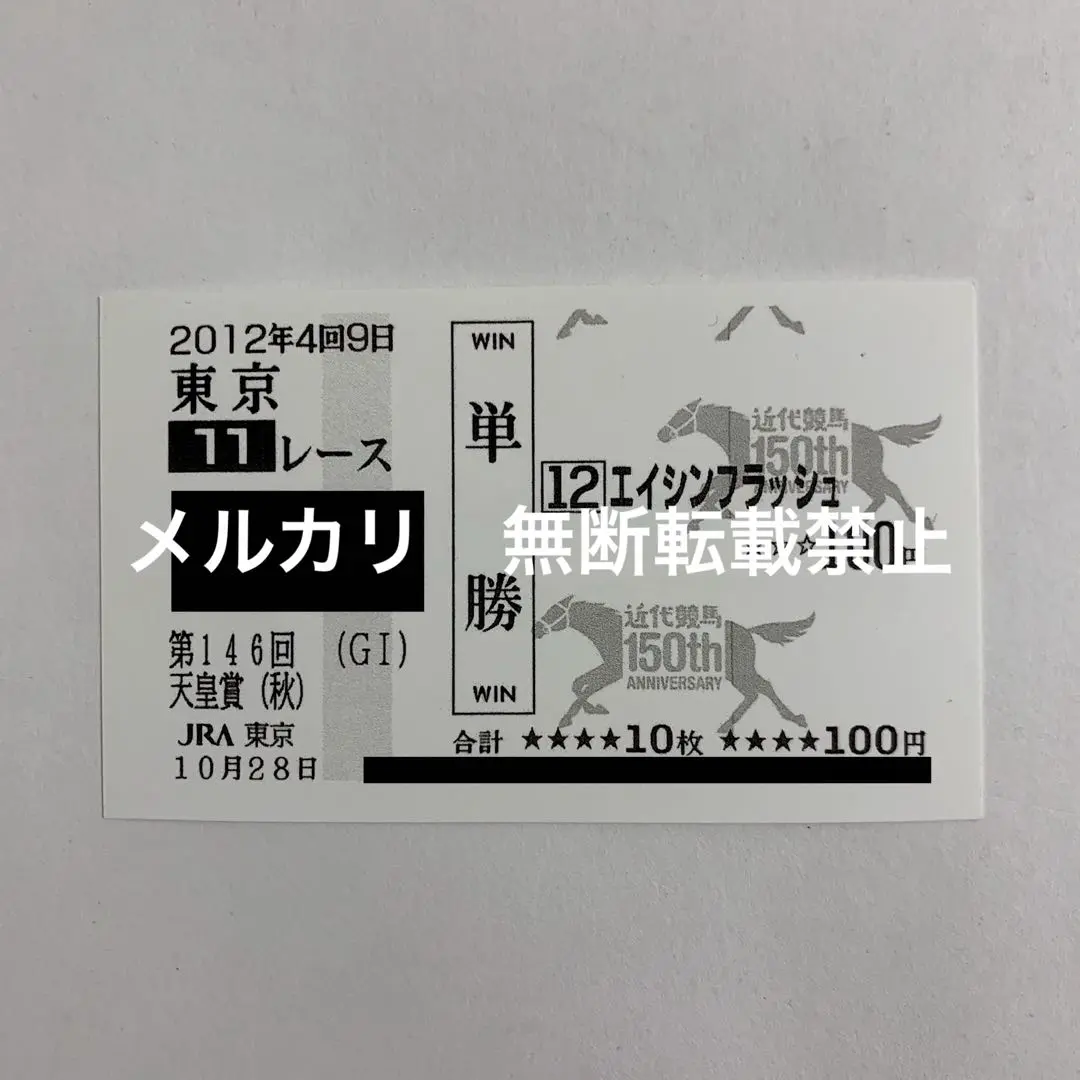 2012年4回9日
東京
11レース
メルカリ 無断転載禁止
第146回 (GI)
天皇賞(秋)
JRA 東京
10月28日
WIN
単勝
WIN
12 エイシンフラッシュ
☆100円
近代競馬
150th
ANNIVERSARY
近代競馬
150th
ANNIVERSARY
合計 ★★★★10枚 ★★★★100円